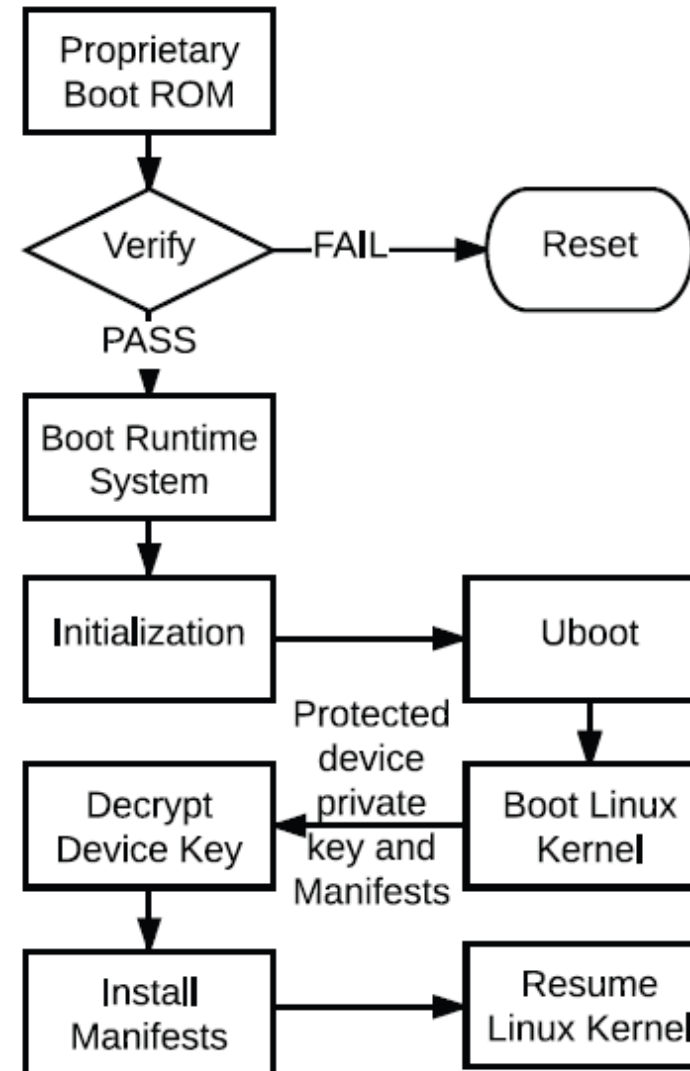 Proprietary
Boot ROM
Verify
FAIL
Reset
PASS
Boot Runtime
System
Initialization
Uboot
Protected
device
private
key and
Manifests
Decrypt
Device Key
Boot Linux
Kernel
Install
Manifests
Resume
Linux Kernel